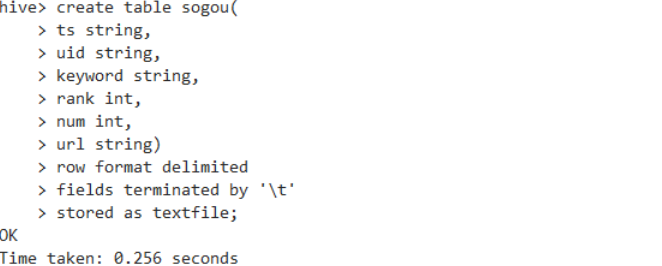 hive> create table sogou(
    > ts string,
    > uid string,
    > keyword string,
    > rank int,
    > num int,
    > url string)
    > row format delimited
    > fields terminated by '\t'
    > stored as textfile;
OK
Time taken: 0.256 seconds